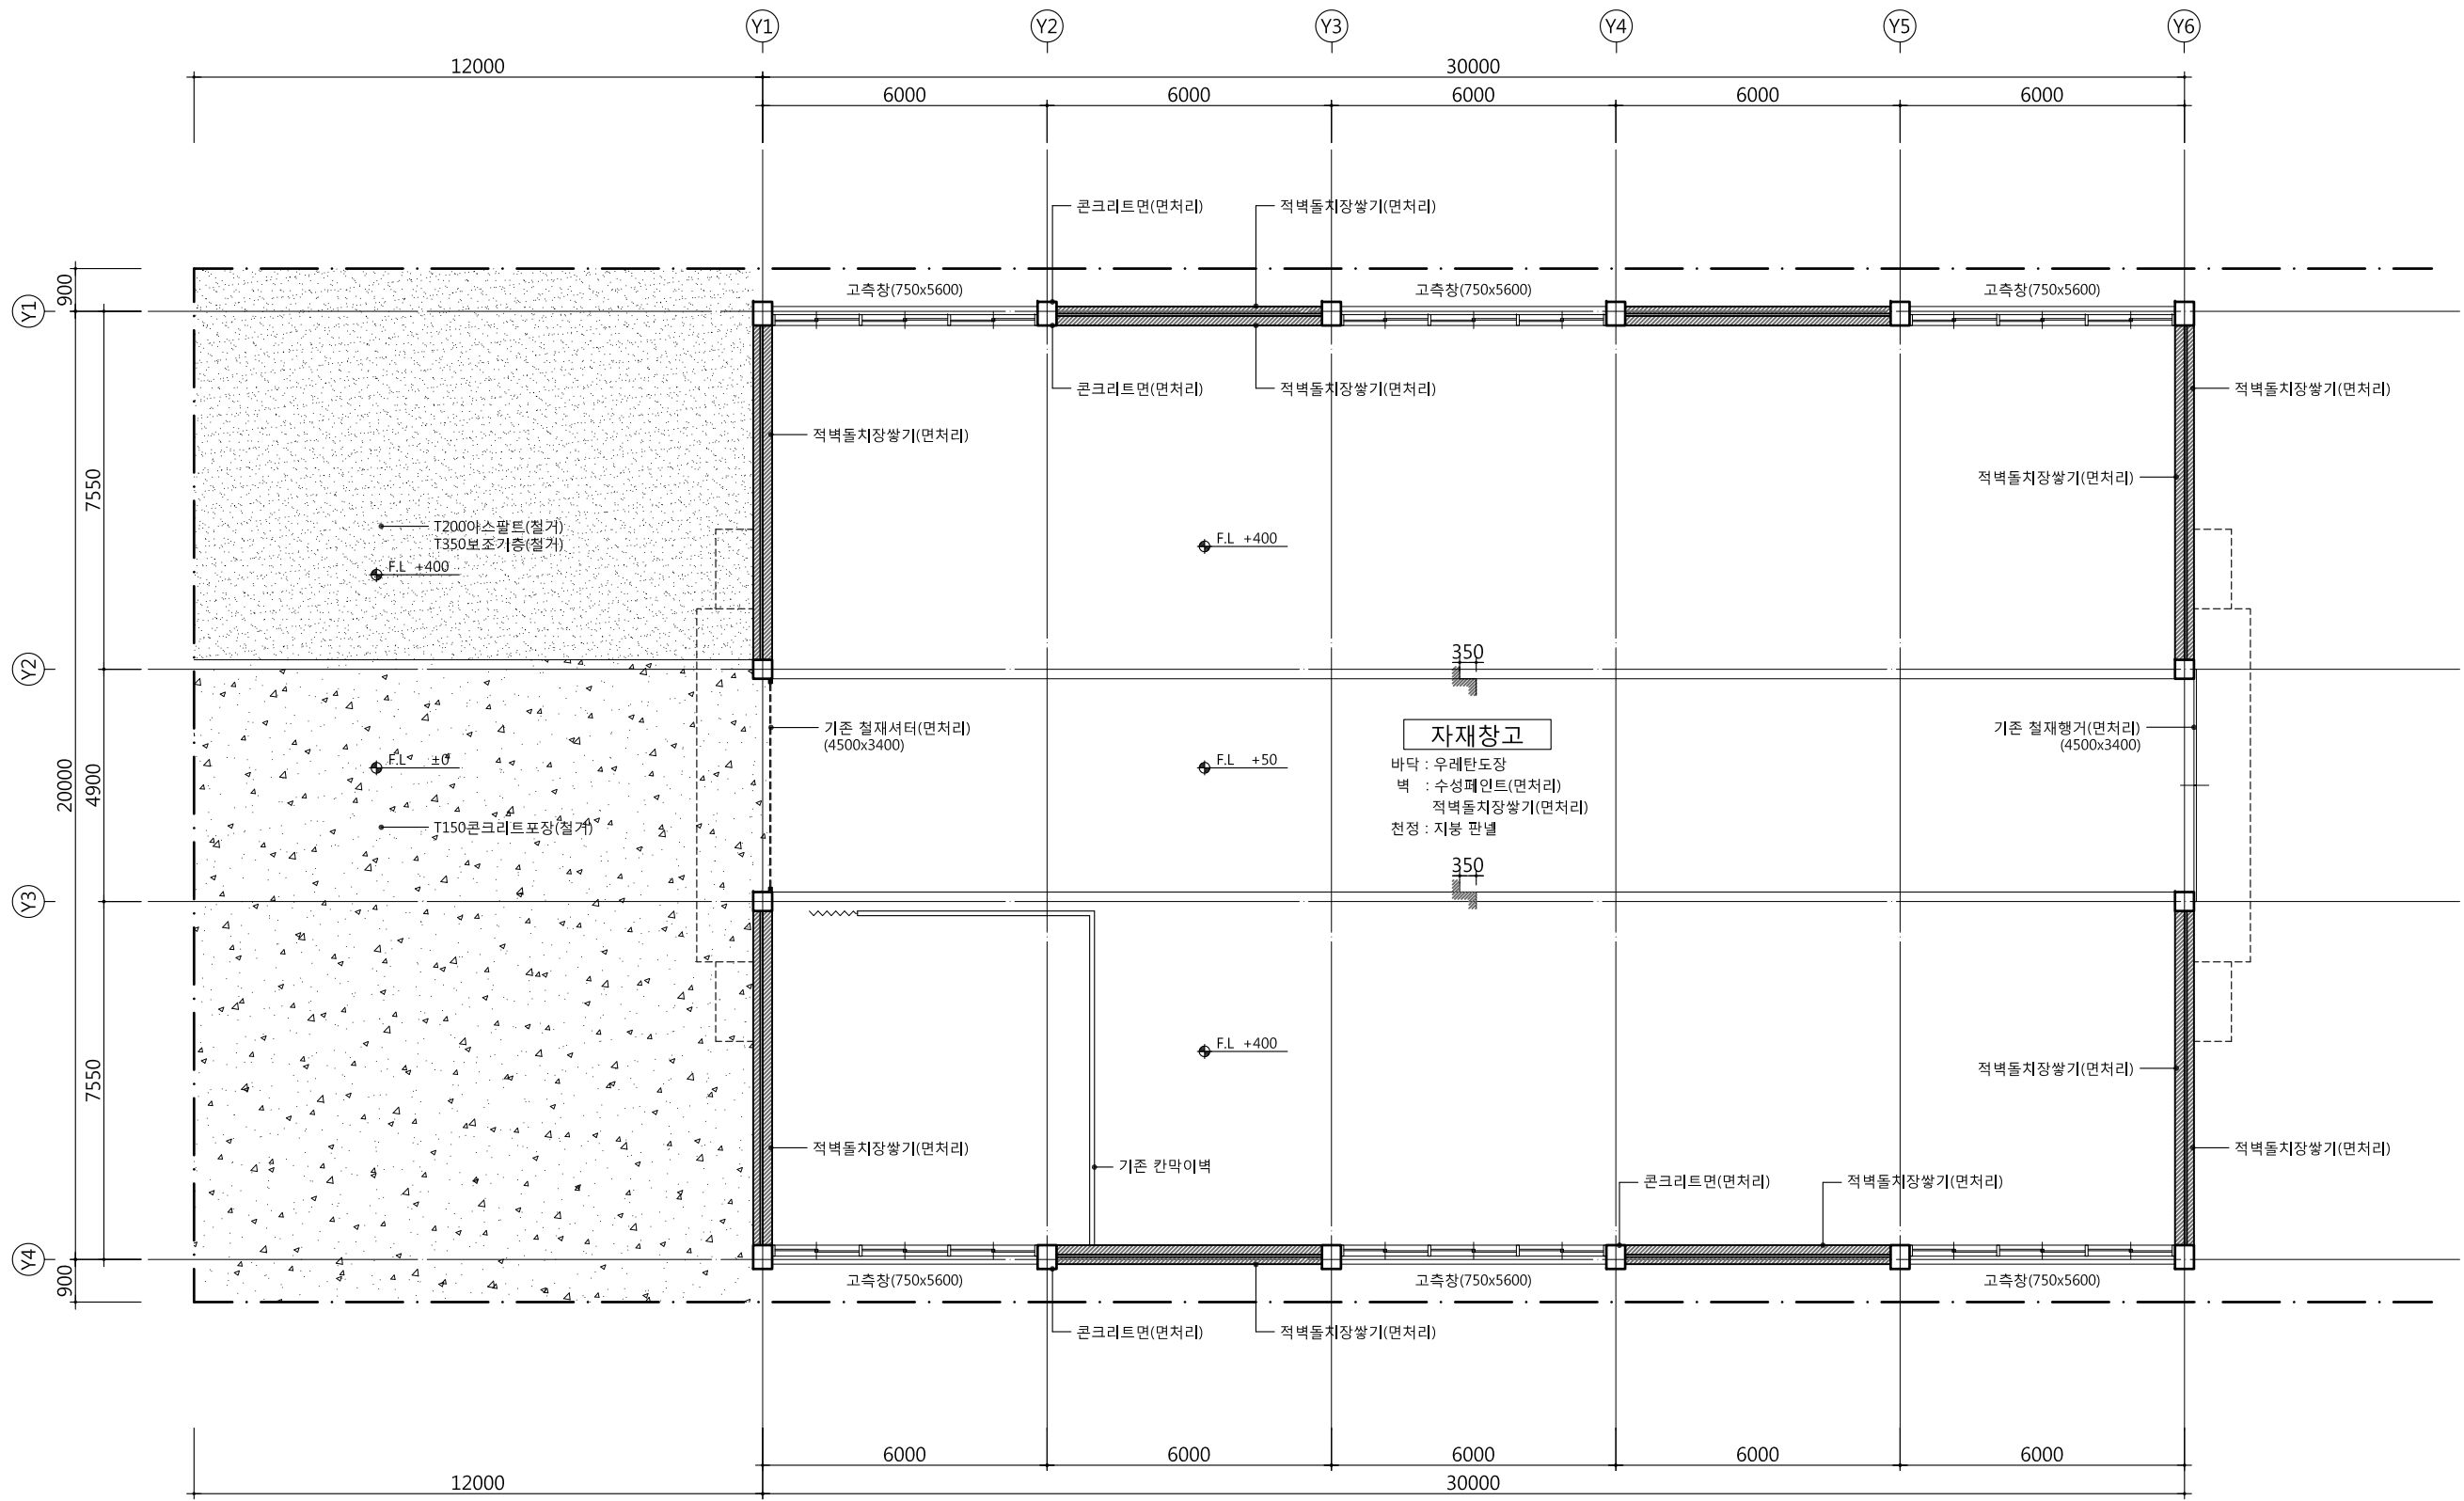 Y1 Y2 Y3 Y4 Y5 Y6
12000 30000
6000 6000 6000 6000 6000
콘크리트면(면처리) 적벽돌치장쌓기(면처리)
900
고측창(750x5600) 고측창(750x5600) 고측창(750x5600)
Y1
콘크리트면(면처리) 적벽돌치장쌓기(면처리) 적벽돌치장쌓기(면처리)
적벽돌치장쌓기(면처리)
7550
적벽돌치장쌓기(면처리)
T200아스팔트(철거)
T350보조기층(철거)
F.L +400
F.L +400
350
Y2
기존 철재셔터(면처리)
(4500x3400)
자재창고
기존 철재행거(면처리)
(4500x3400)
F.L ±0
F.L +50
바닥 : 우레탄도장
벽 : 수성페인트(면처리)
적벽돌치장쌓기(면처리)
천정 : 지붕 판넬
20000
4900
T150콘크리트포장(철거)
350
Y3
F.L +400
7550
적벽돌치장쌓기(면처리)
적벽돌치장쌓기(면처리)
적벽돌치장쌓기(면처리)
기존 칸막이벽
콘크리트면(면처리) 적벽돌치장쌓기(면처리)
Y4
900
고측창(750x5600) 고측창(750x5600) 고측창(750x5600)
콘크리트면(면처리) 적벽돌치장쌓기(면처리)
6000 6000 6000 6000 6000
12000 30000